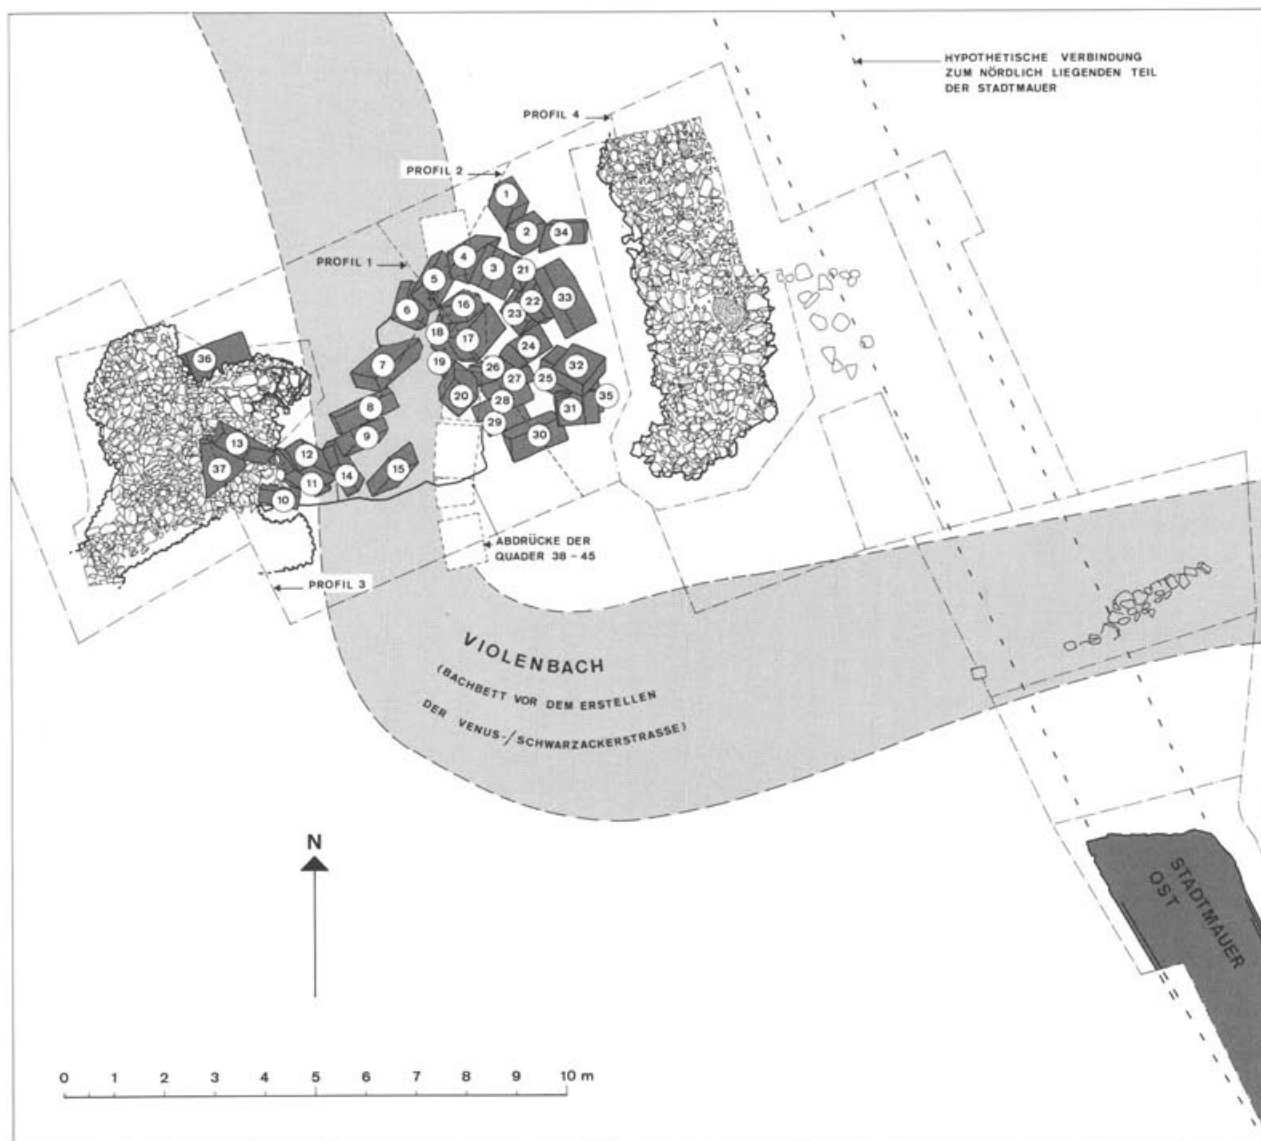 HYPOTHETISCHE VERBINDUNG
ZUM NÖRDLICH LIEGENDEN TEIL
DER STADTMAUER
PROFIL 4
PROFIL 2
PROFIL 1
1
2
34
4
3
21
5
6
16
22
33
23
18
17
24
36
7
19
26
32
27
25
20
35
8
28
31
29
13
9
30
12
37
15
11
14
10
ABDRÜCKE DER
QUADER 38 – 45
PROFIL 3
VIOLENBACH
(BACHBETT VOR DEM ERSTELLEN
DER VENUS-/SCHWARZACKERSTRASSE)
N
STADTMAUER
OST
0 1 2 3 4 5 6 7 8 9 10 m